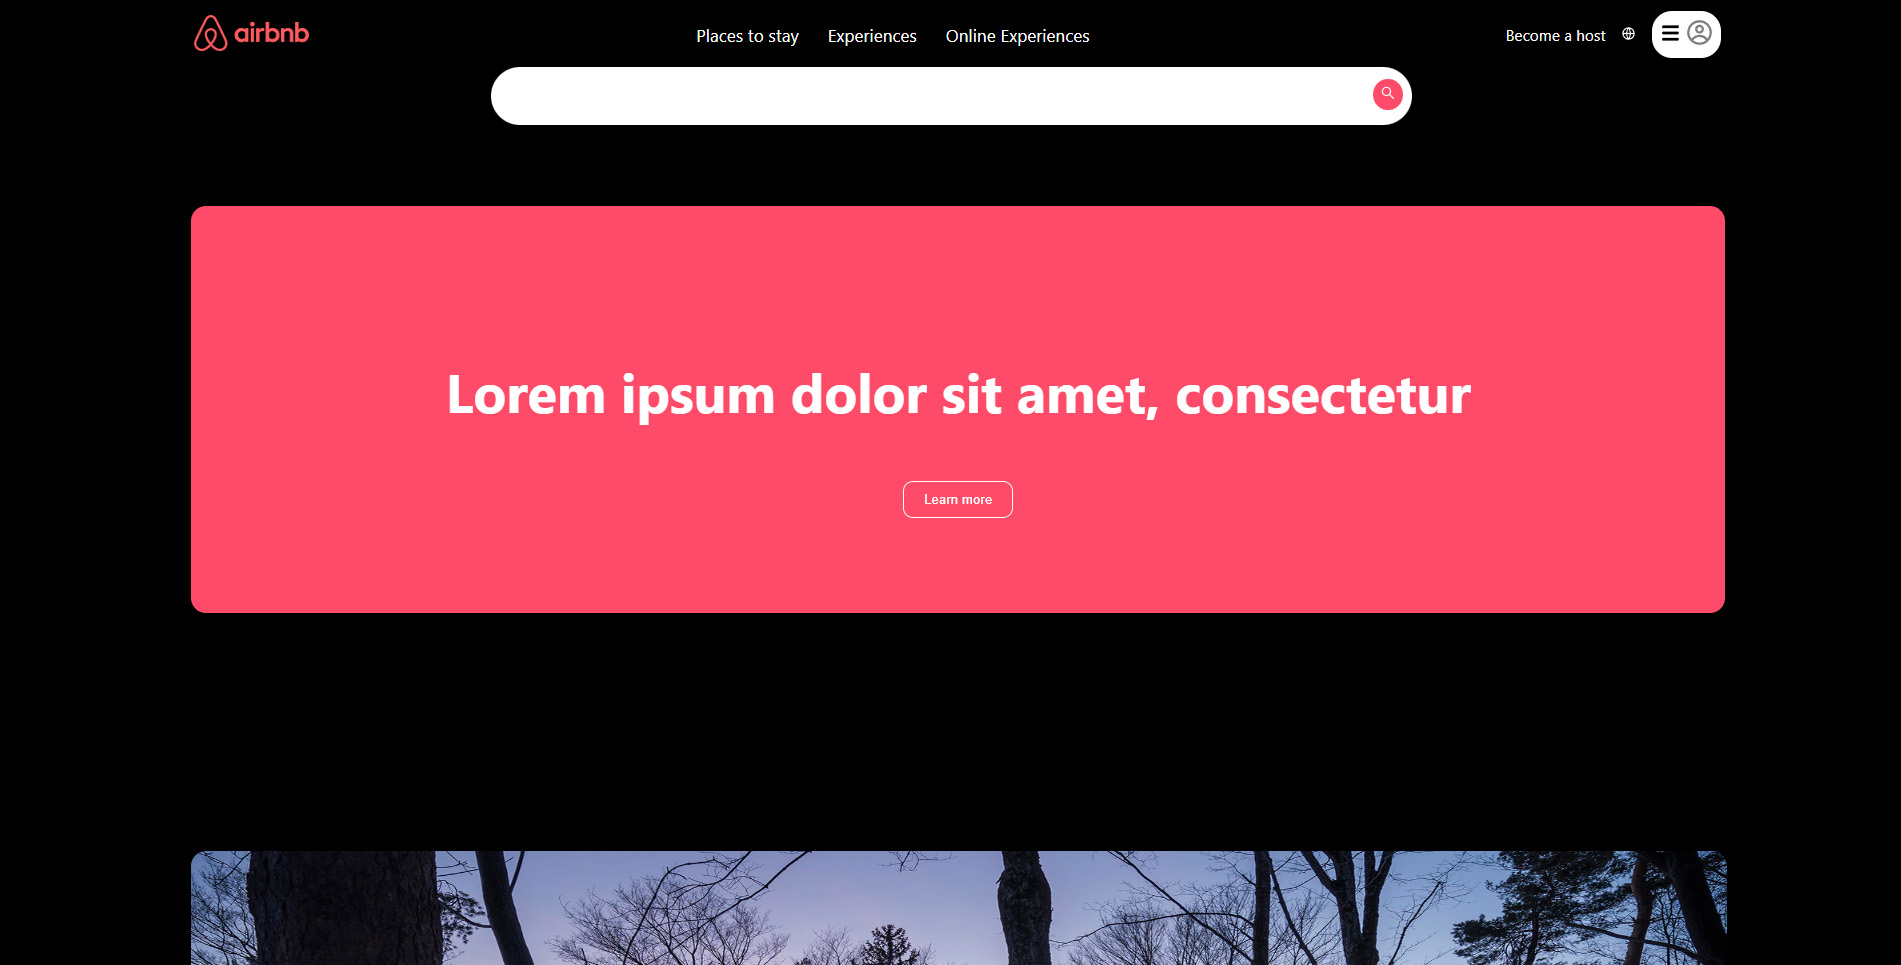 airbnb
Places to stay Experiences Online Experiences
Become a host
Lorem ipsum dolor sit amet, consectetur
Learn more